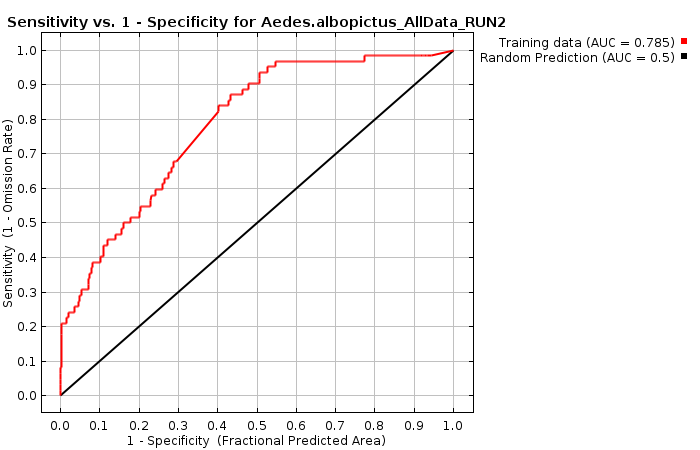 Sensitivity vs. 1 - Specificity for Aedes.albopictus_AllData_RUN2
Training data (AUC = 0.785)
Random Prediction (AUC = 0.5)
Sensitivity (1 - Omission Rate)
1.0
0.9
0.8
0.7
0.6
0.5
0.4
0.3
0.2
0.1
0.0
0.0 0.1 0.2 0.3 0.4 0.5 0.6 0.7 0.8 0.9 1.0
1 - Specificity (Fractional Predicted Area)